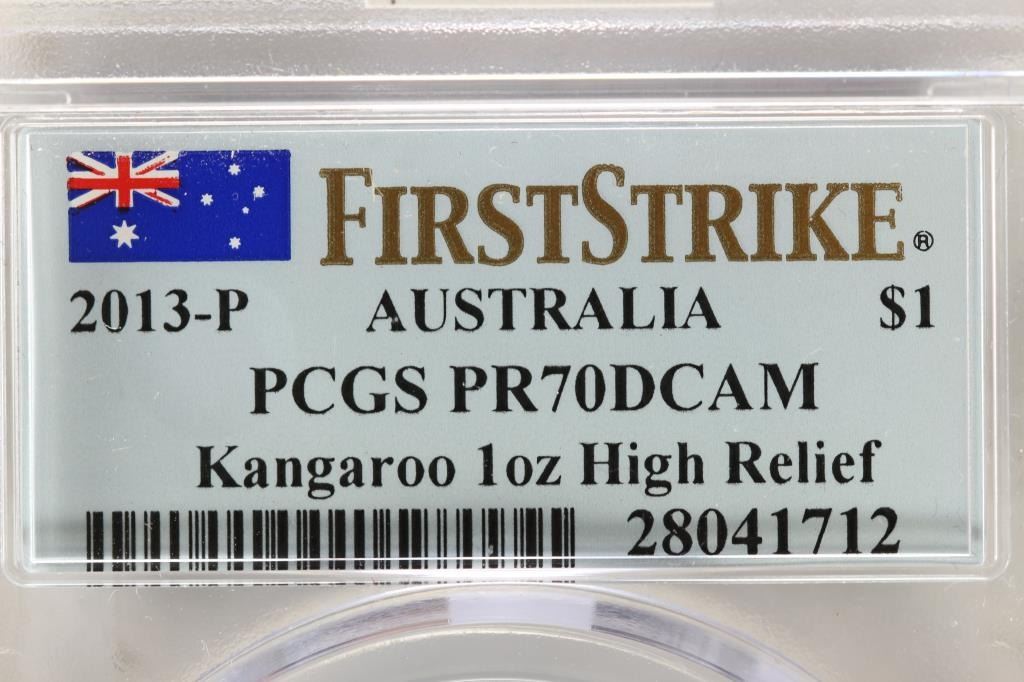 FIRSTSTRIKE®
2013-P AUSTRALIA $1
PCGS PR70DCAM
Kangaroo 1oz High Relief
28041712